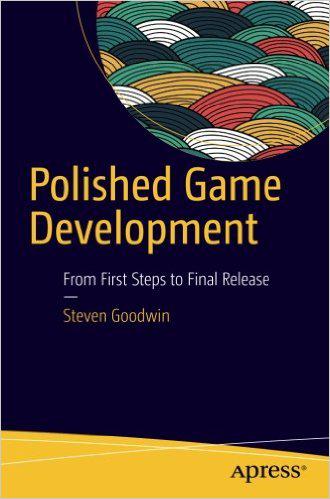 Polished Game
Development
From First Steps to Final Release
Steven Goodwin
Apress®